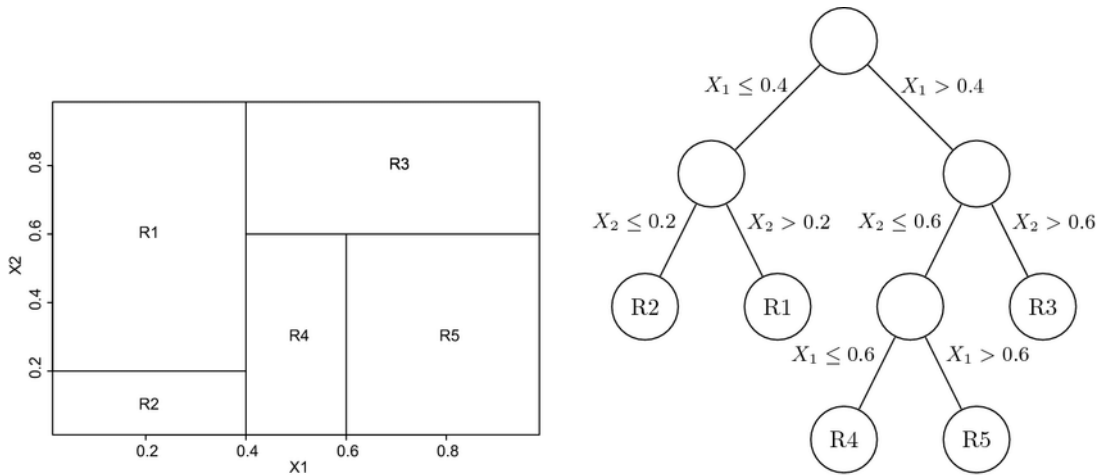 R1
R2
R3
R4
R5
0.8
0.6
0.4
0.2
X2
0.2
0.4
0.6
0.8
X1
X₁ ≤ 0.4
X₁ > 0.4
X₂ ≤ 0.2
X₂ > 0.2
X₂ ≤ 0.6
X₂ > 0.6
R2
R1
R3
X₁ ≤ 0.6
X₁ > 0.6
R4
R5